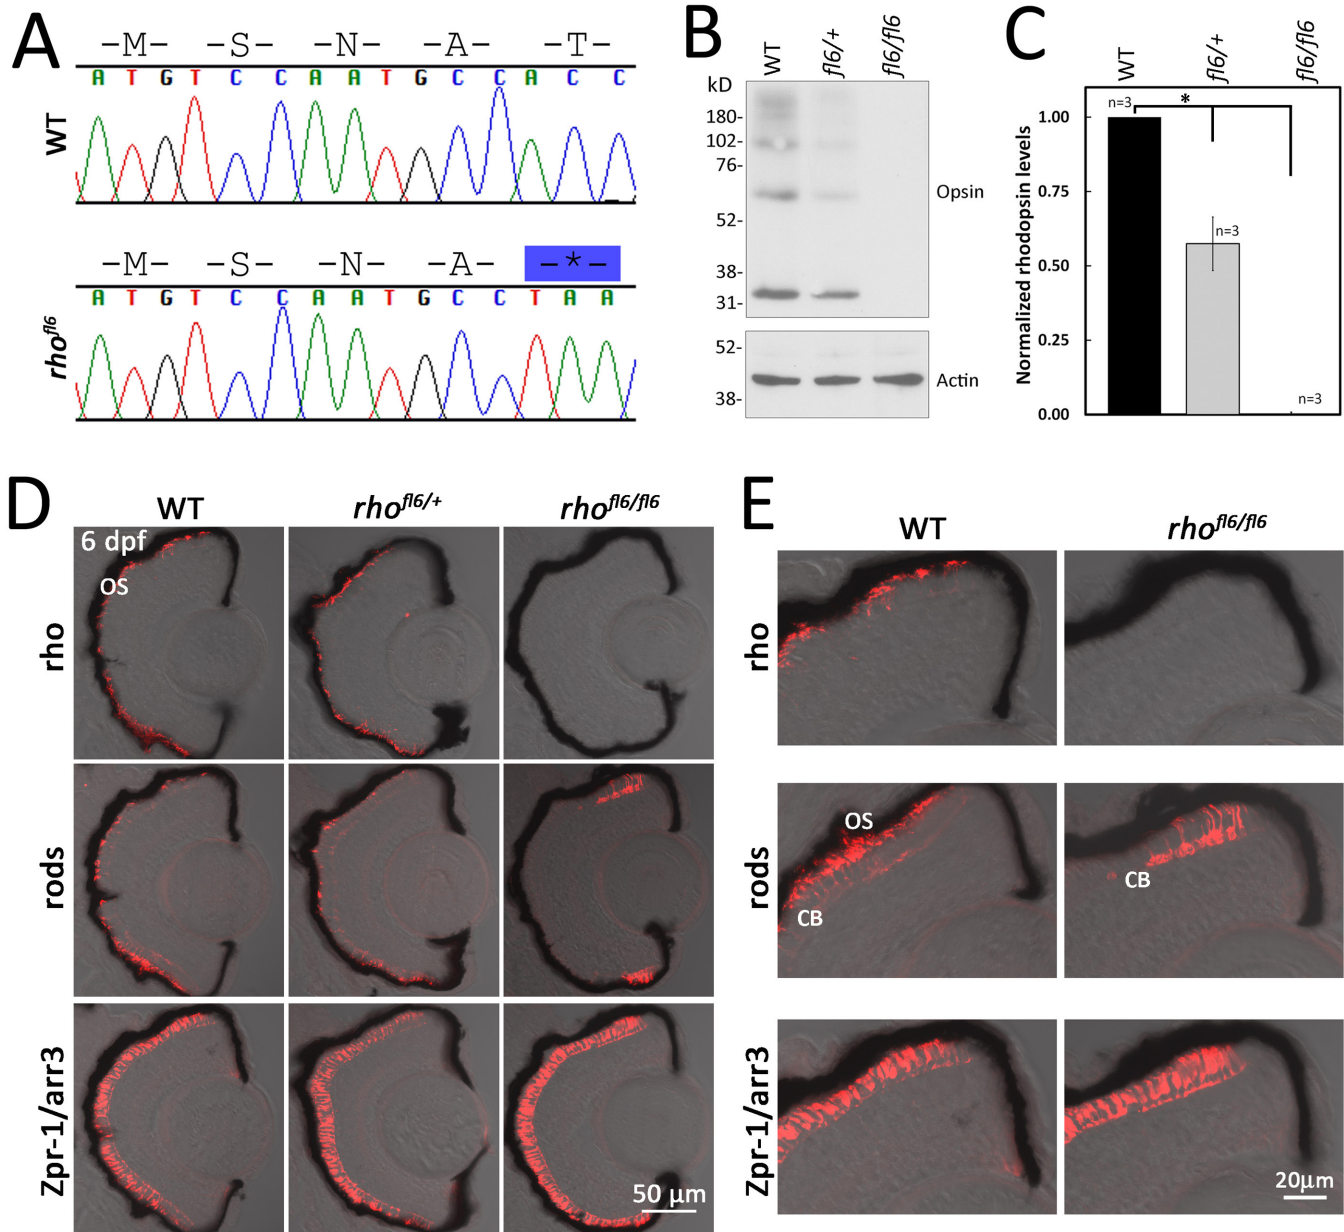 A
-M- -S- -N- -A- -T-
A T G T C C A A T G C C A C C
WT
-M- -S- -N- -A- -*-
A T G T C C A A T G C C T A A
rho^fl6
B
WT fl6/+ fl6/fl6
kD
180-
102-
76-
52-
38-
31-
Opsin
52-
38-
Actin
C
WT fl6/+ fl6/fl6
Normalized rhodopsin levels
1.00
0.75
0.50
0.25
0.00
n=3
*
n=3
n=3
D
WT rho^fl6/+ rho^fl6/fl6
6 dpf
OS
rho
rods
Zpr-1/arr3
50 μm
E
WT rho^fl6/fl6
rho
OS
CB
CB
rods
Zpr-1/arr3
20μm